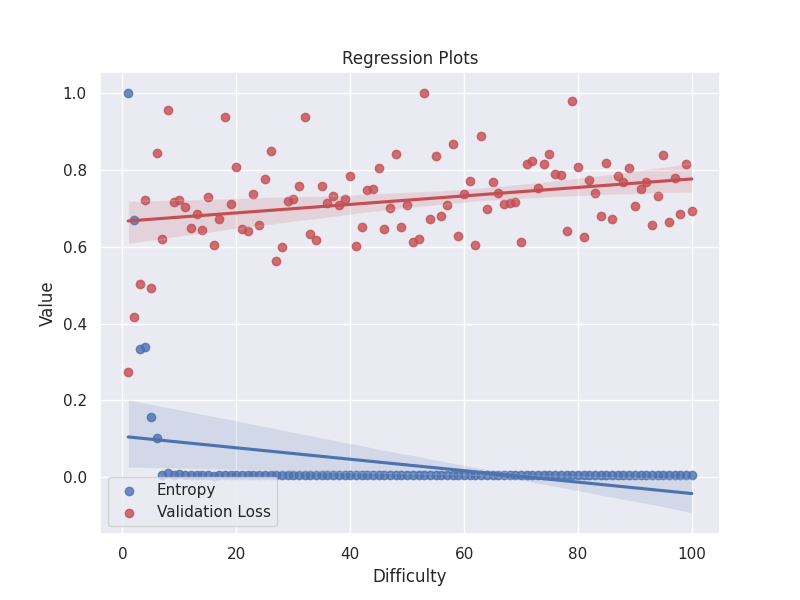 Regression Plots
1.0
0.8
0.6
0.4
0.2
0.0
Value
Entropy
Validation Loss
0 20 40 60 80 100
Difficulty